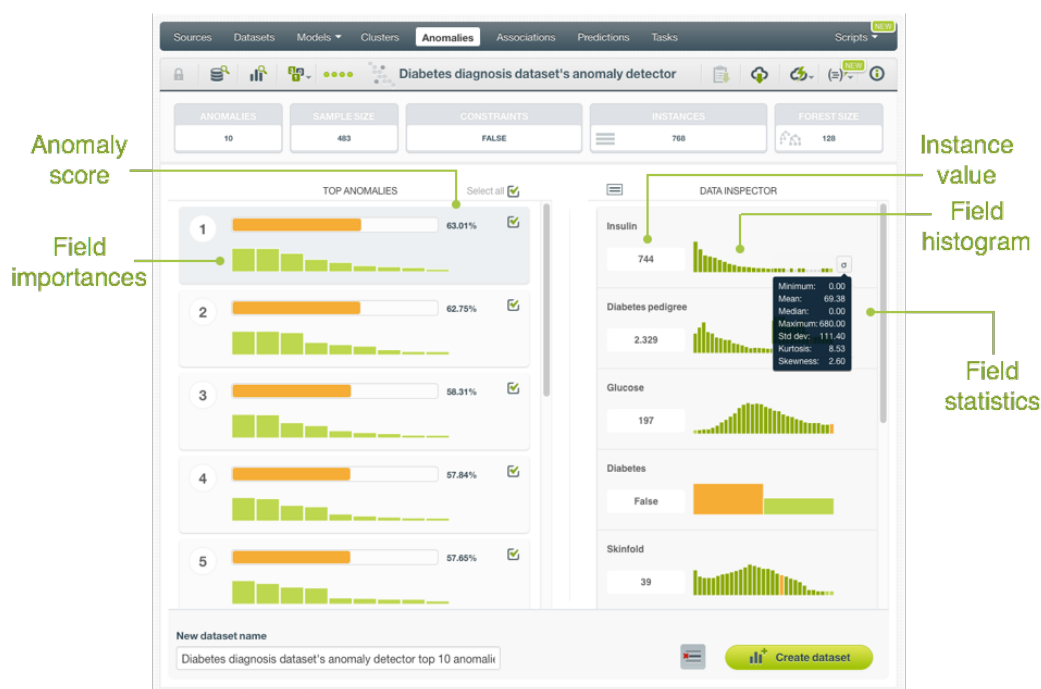 NEW
Sources Datasets Models Clusters Anomalies Associations Predictions Tasks Scripts
NEW
Diabetes diagnosis dataset's anomaly detector
ANOMALIES SAMPLE SIZE CONSTRAINTS INSTANCES FOREST SIZE
10 483 FALSE 768 128
Anomaly
score
Instance
value
TOP ANOMALIES Select all DATA INSPECTOR
Field
histogram
Field
importances
1 63.01%
2 62.75%
3 58.31%
4 57.84%
5 57.65%
Insulin
744
σ
Minimum: 0.00
Mean: 69.38
Median: 0.00
Maximum: 680.00
Std dev: 111.40
Kurtosis: 8.53
Skewness: 2.60
Diabetes pedigree
2.329
Field
statistics
Glucose
197
Diabetes
False
Skinfold
39
New dataset name
Diabetes diagnosis dataset's anomaly detector top 10 anomalie
Create dataset